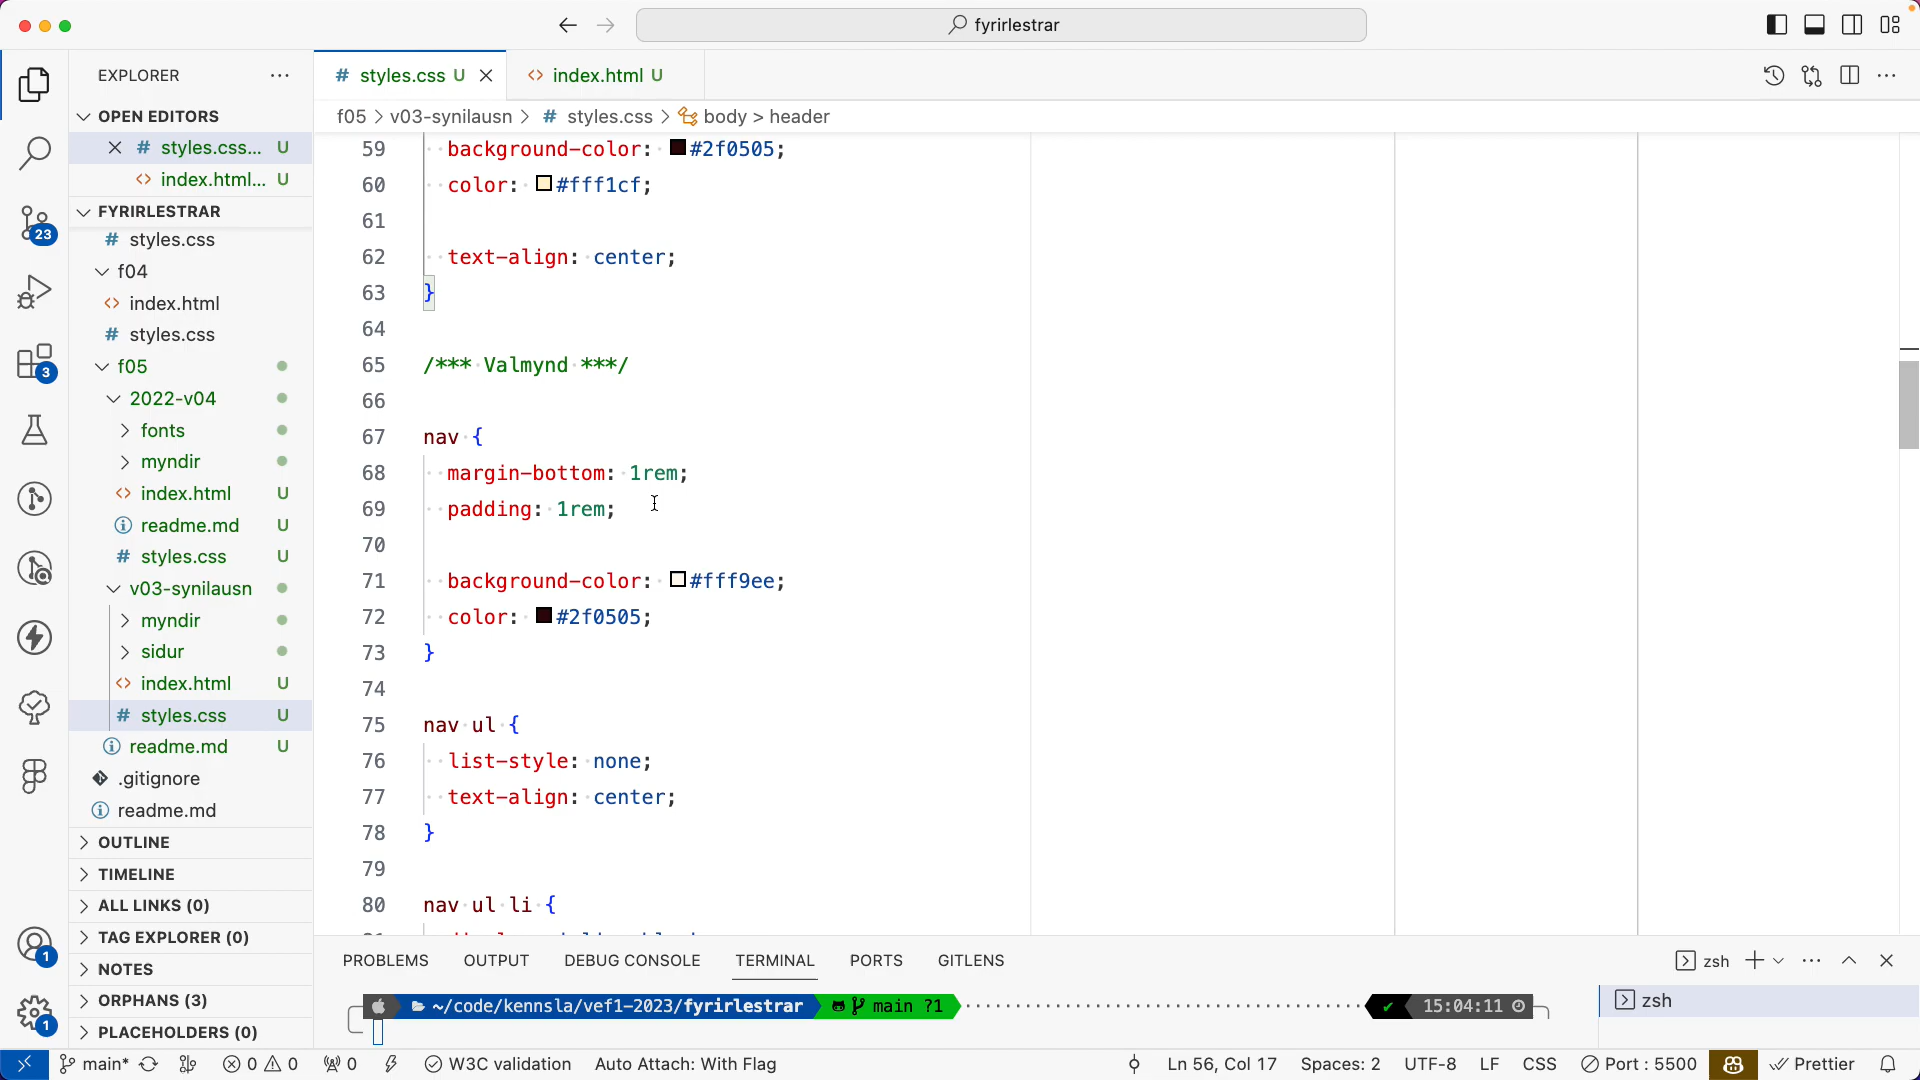 fyrirlestrar
EXPLORER
OPEN EDITORS
# styles.css... U
<> index.html... U
FYRIRLESTRAR
# styles.css
f04
<> index.html
# styles.css
f05
2022-v04
fonts
myndir
<> index.html U
readme.md U
# styles.css U
v03-synilausn
myndir
sidur
<> index.html U
# styles.css U
readme.md U
.gitignore
readme.md
OUTLINE
TIMELINE
ALL LINKS (0)
TAG EXPLORER (0)
NOTES
ORPHANS (3)
PLACEHOLDERS (0)
23
3
1
1
# styles.css U
<> index.html U
f05 > v03-synilausn > # styles.css > body > header
59 background-color: #2f0505;
60 color: #fff1cf;
61
62 text-align: center;
63 }
64
65 /*** Valmynd ***/
66
67 nav {
68 margin-bottom: 1rem;
69 padding: 1rem;
70
71 background-color: #fff9ee;
72 color: #2f0505;
73 }
74
75 nav ul {
76 list-style: none;
77 text-align: center;
78 }
79
80 nav ul li {
PROBLEMS OUTPUT DEBUG CONSOLE TERMINAL PORTS GITLENS
zsh
~/code/kennsla/vef1-2023/fyrirlestrar main ?1 15:04:11
zsh
main* 0 0 0 W3C validation Auto Attach: With Flag Ln 56, Col 17 Spaces: 2 UTF-8 LF CSS Port : 5500 Prettier